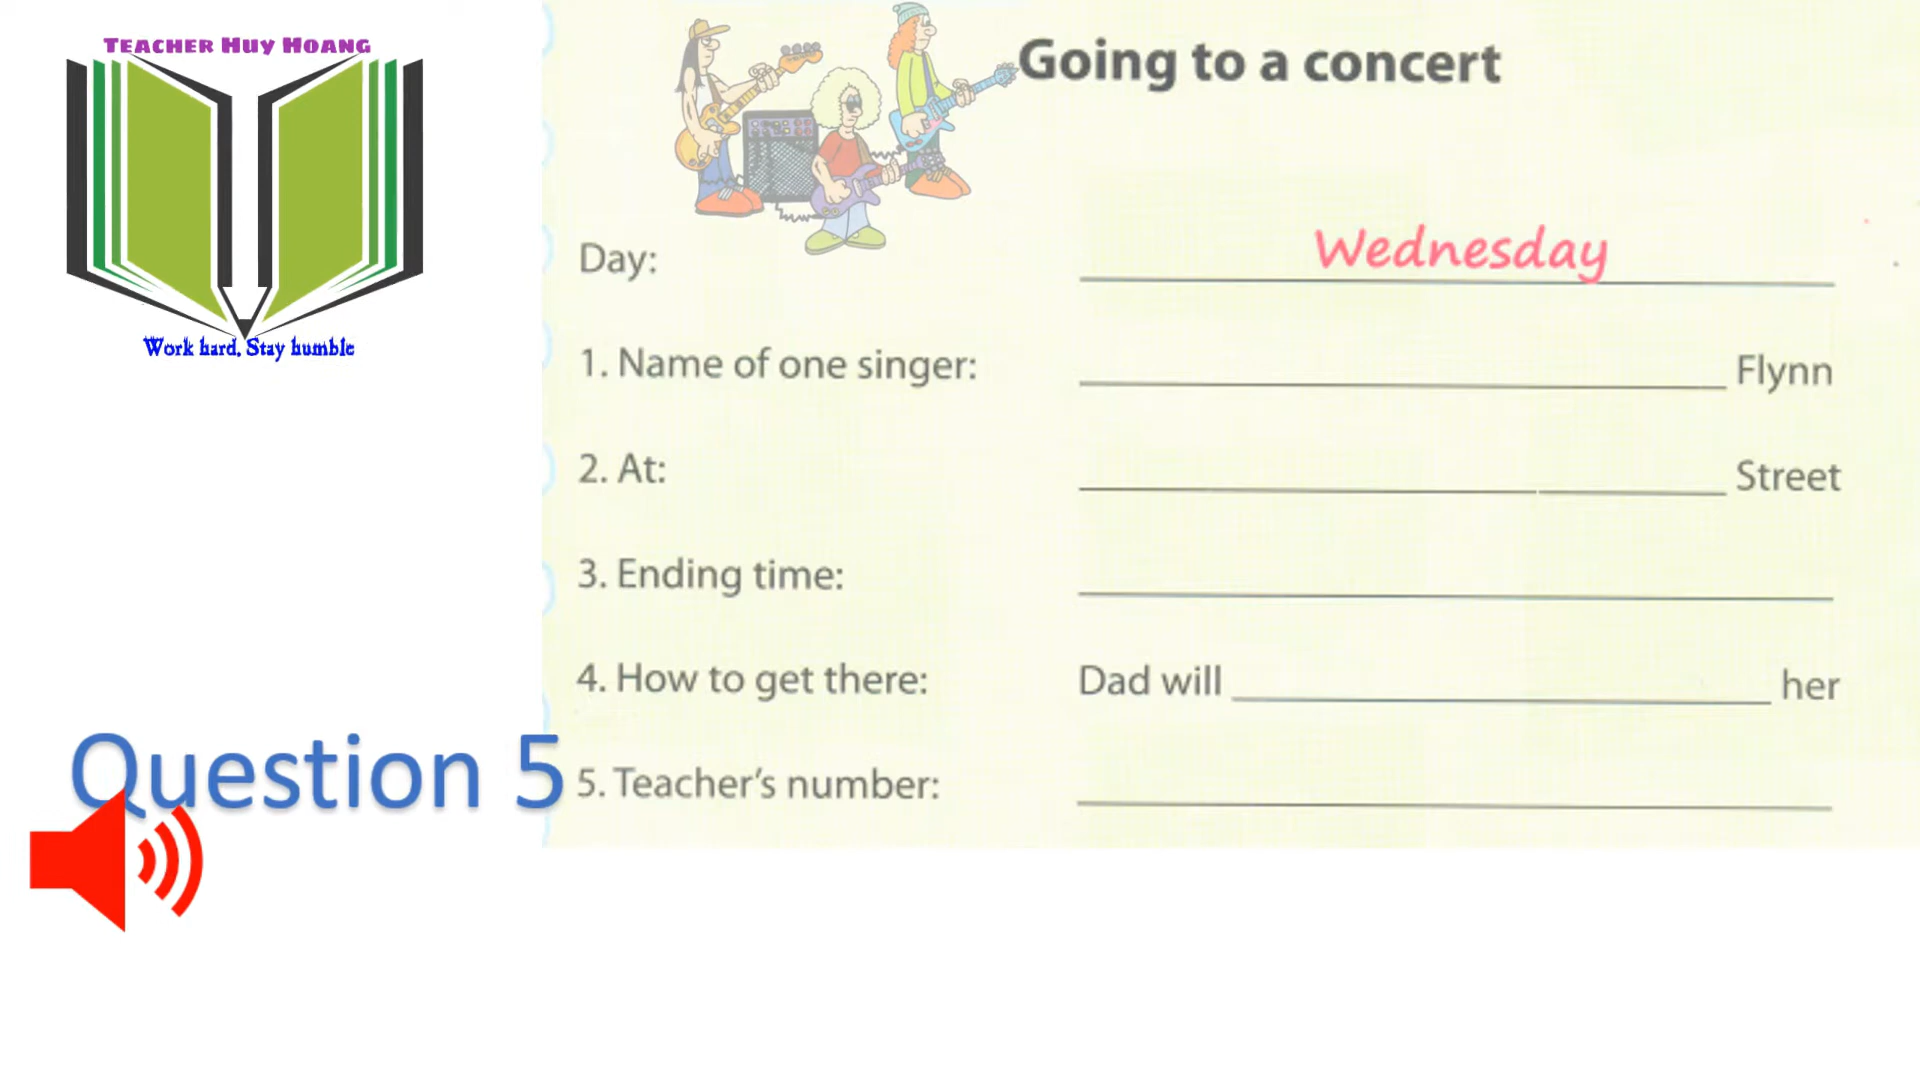 TEACHER HUY HOANG
Work hard, Stay humble
Going to a concert
Day: Wednesday
1. Name of one singer: Flynn
2. At: Street
3. Ending time:
4. How to get there: Dad will her
5. Teacher's number:
Question 5